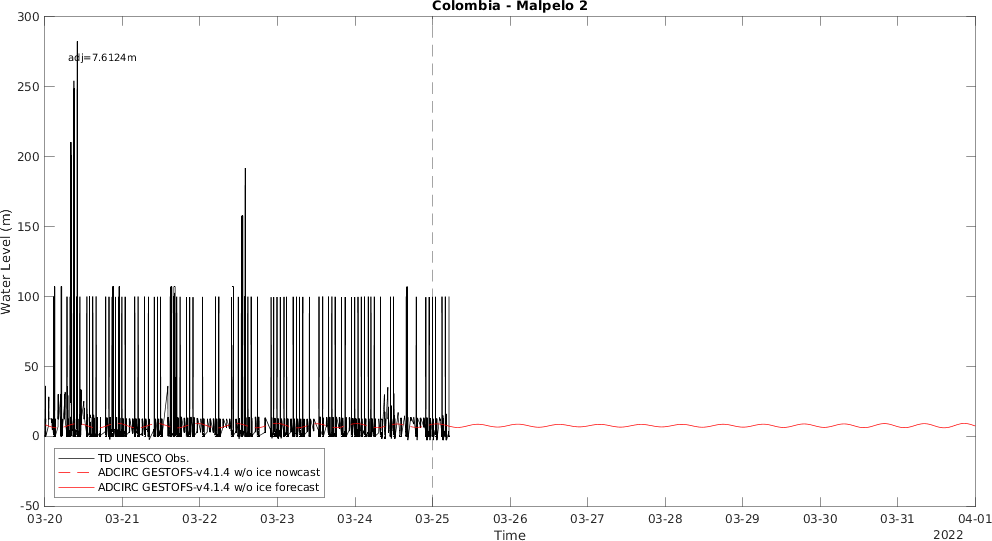 Colombia - Malpelo 2
300
adj=7.6124m
250
200
150
100
50
0
-50
Water Level (m)
TD UNESCO Obs.
ADCIRC GESTOFS-v4.1.4 w/o ice nowcast
ADCIRC GESTOFS-v4.1.4 w/o ice forecast
03-20 03-21 03-22 03-23 03-24 03-25 03-26 03-27 03-28 03-29 03-30 03-31 04-01
Time
2022